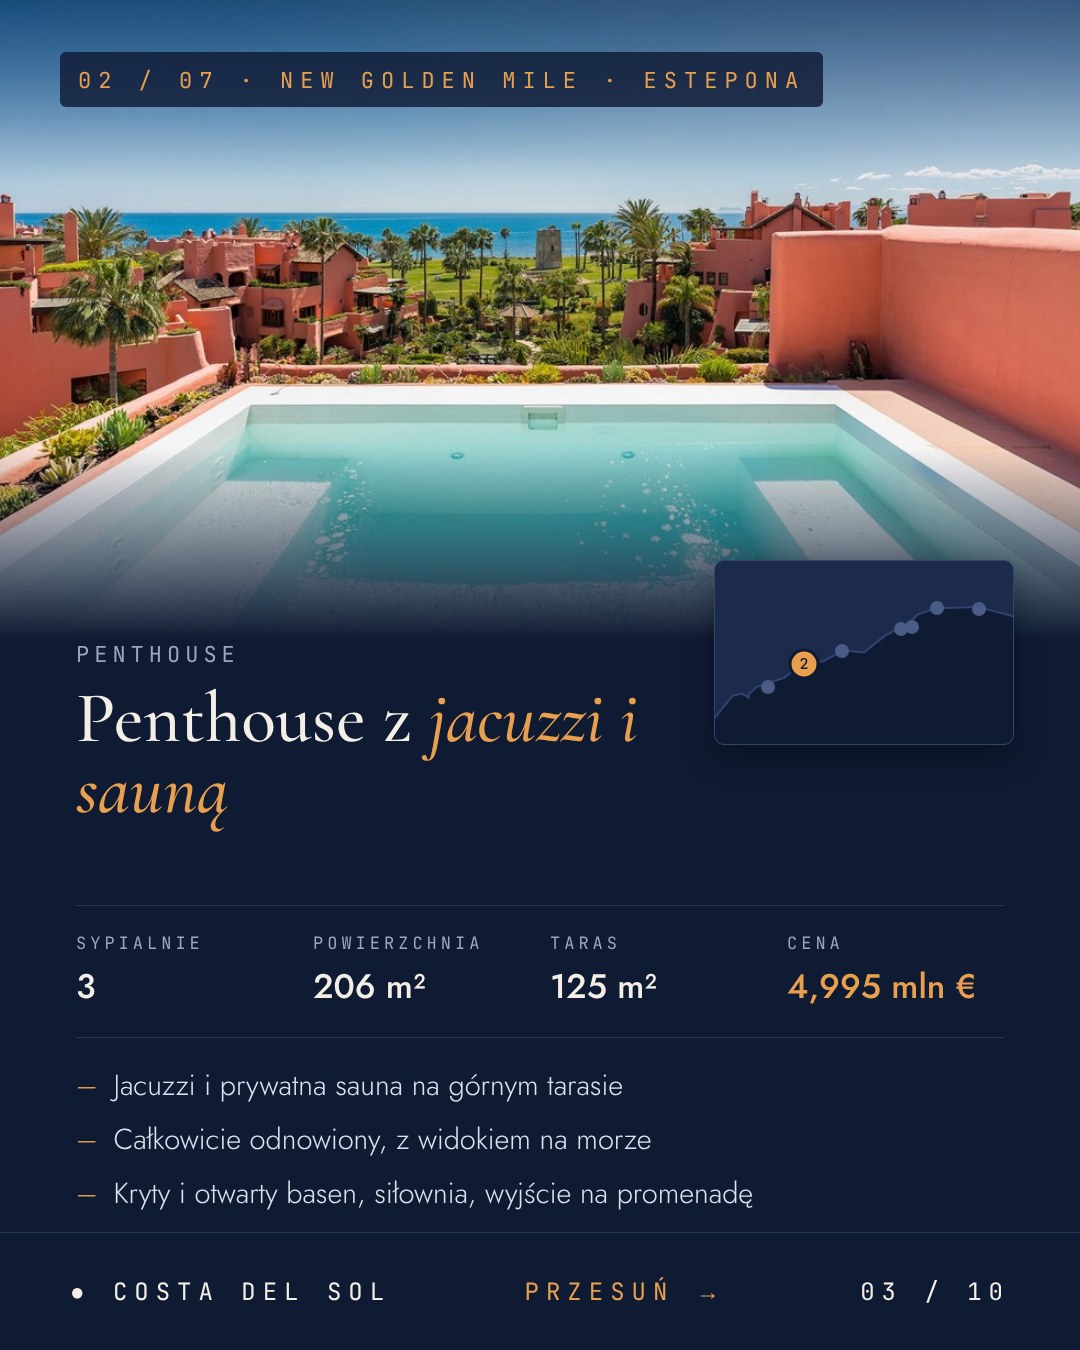 02 / 07 · NEW GOLDEN MILE · ESTEPONA
2
PENTHOUSE
Penthouse z jacuzzi i
sauną
SYPIALNIE POWIERZCHNIA TARAS CENA
3 206 m² 125 m² 4,995 mln €
— Jacuzzi i prywatna sauna na górnym tarasie
— Całkowicie odnowiony, z widokiem na morze
— Kryty i otwarty basen, siłownia, wyjście na promenadę
● COSTA DEL SOL PRZESUŃ → 03 / 10